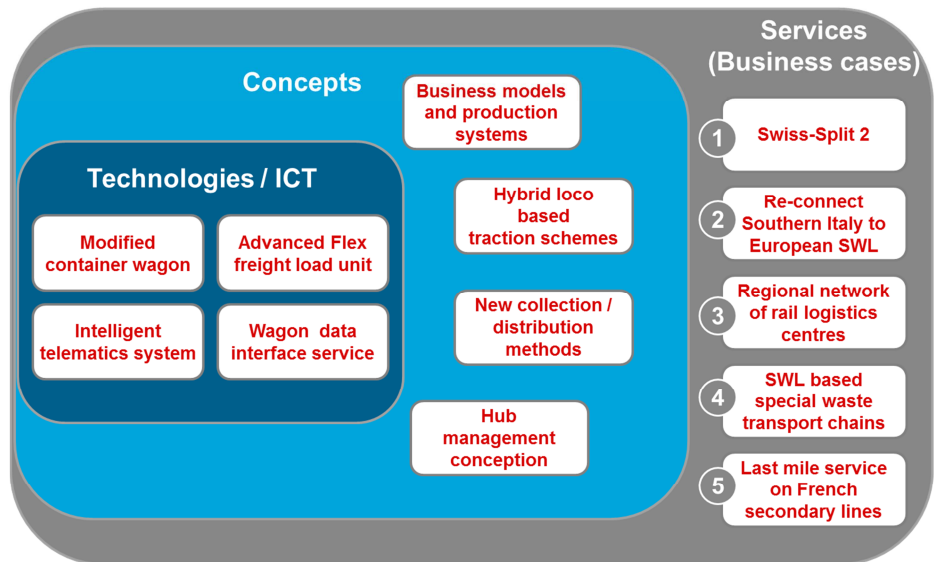 Services
(Business cases)
Concepts
Business models
and production
systems
Technologies / ICT
Modified
container wagon
Advanced Flex
freight load unit
Intelligent
telematics system
Wagon data
interface service
Hybrid loco
based
traction schemes
New collection /
distribution
methods
Hub
management
conception
1
Swiss-Split 2
2
Re-connect
Southern Italy to
European SWL
3
Regional network
of rail logistics
centres
4
SWL based
special waste
transport chains
5
Last mile service
on French
secondary lines